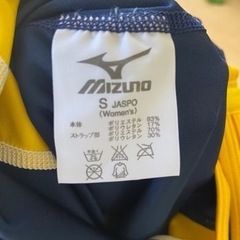 MIZUNO
S JASPO
(Women's)
本体 ポリエステル 83%
ポリウレタン 17%
ストラップ部 ポリエステル 70%
ポリウレタン 30%